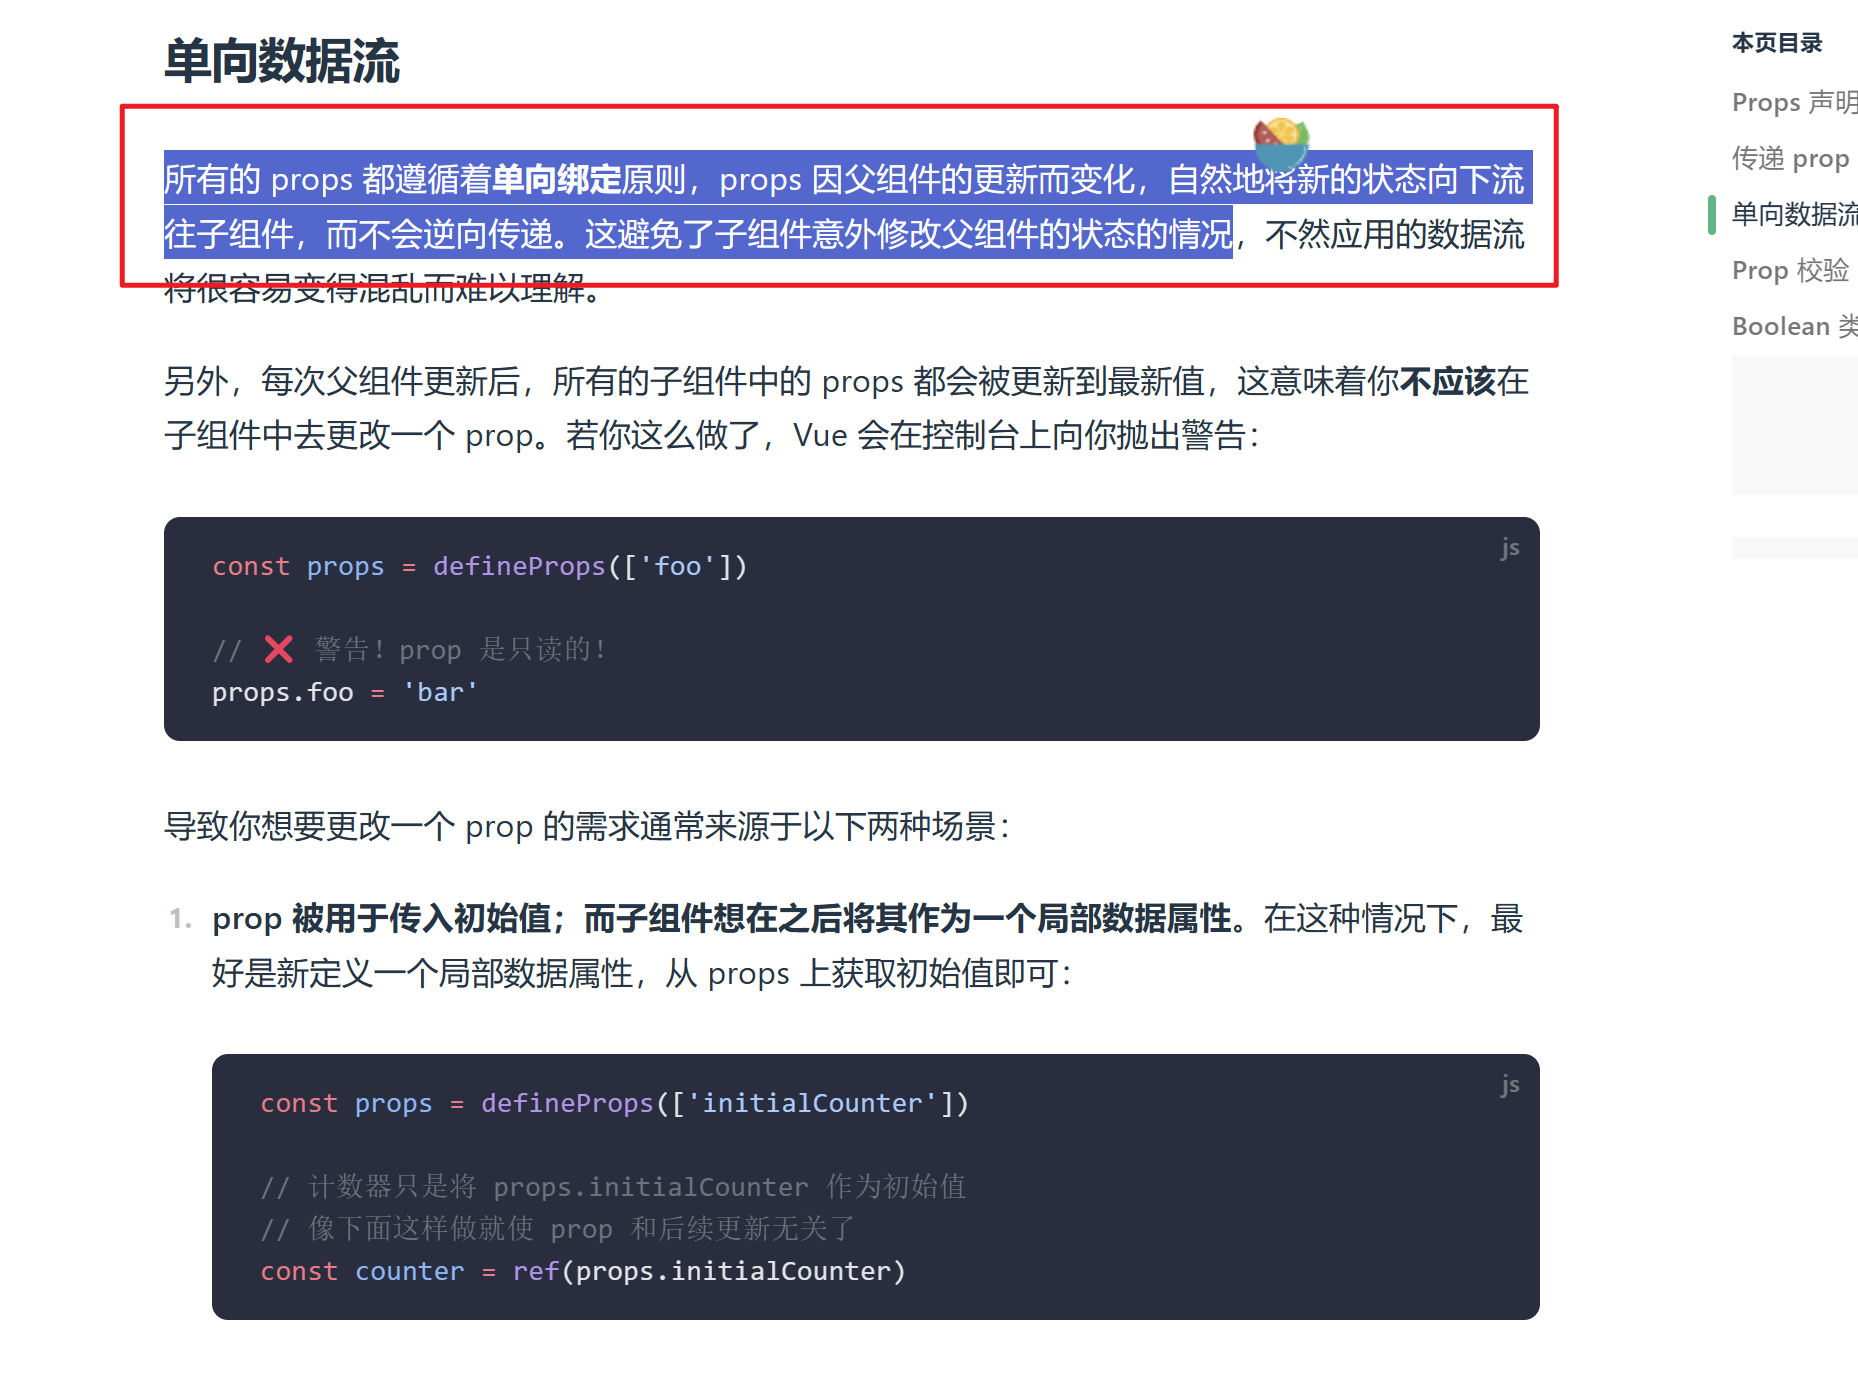 单向数据流
所有的 props 都遵循着单向绑定原则，props 因父组件的更新而变化，自然地将新的状态向下流
往子组件，而不会逆向传递。这避免了子组件意外修改父组件的状态的情况，不然应用的数据流
将很容易变得混乱而难以理解。
另外，每次父组件更新后，所有的子组件中的 props 都会被更新到最新值，这意味着你不应该在
子组件中去更改一个 prop。若你这么做了，Vue 会在控制台上向你抛出警告：
js
const props = defineProps(['foo'])
// ❌ 警告！prop 是只读的！
props.foo = 'bar'
导致你想要更改一个 prop 的需求通常来源于以下两种场景：
1. prop 被用于传入初始值；而子组件想在之后将其作为一个局部数据属性。在这种情况下，最
好是新定义一个局部数据属性，从 props 上获取初始值即可：
js
const props = defineProps(['initialCounter'])
// 计数器只是将 props.initialCounter 作为初始值
// 像下面这样做就使 prop 和后续更新无关了
const counter = ref(props.initialCounter)
本页目录
Props 声明
传递 prop
单向数据流
Prop 校验
Boolean 类